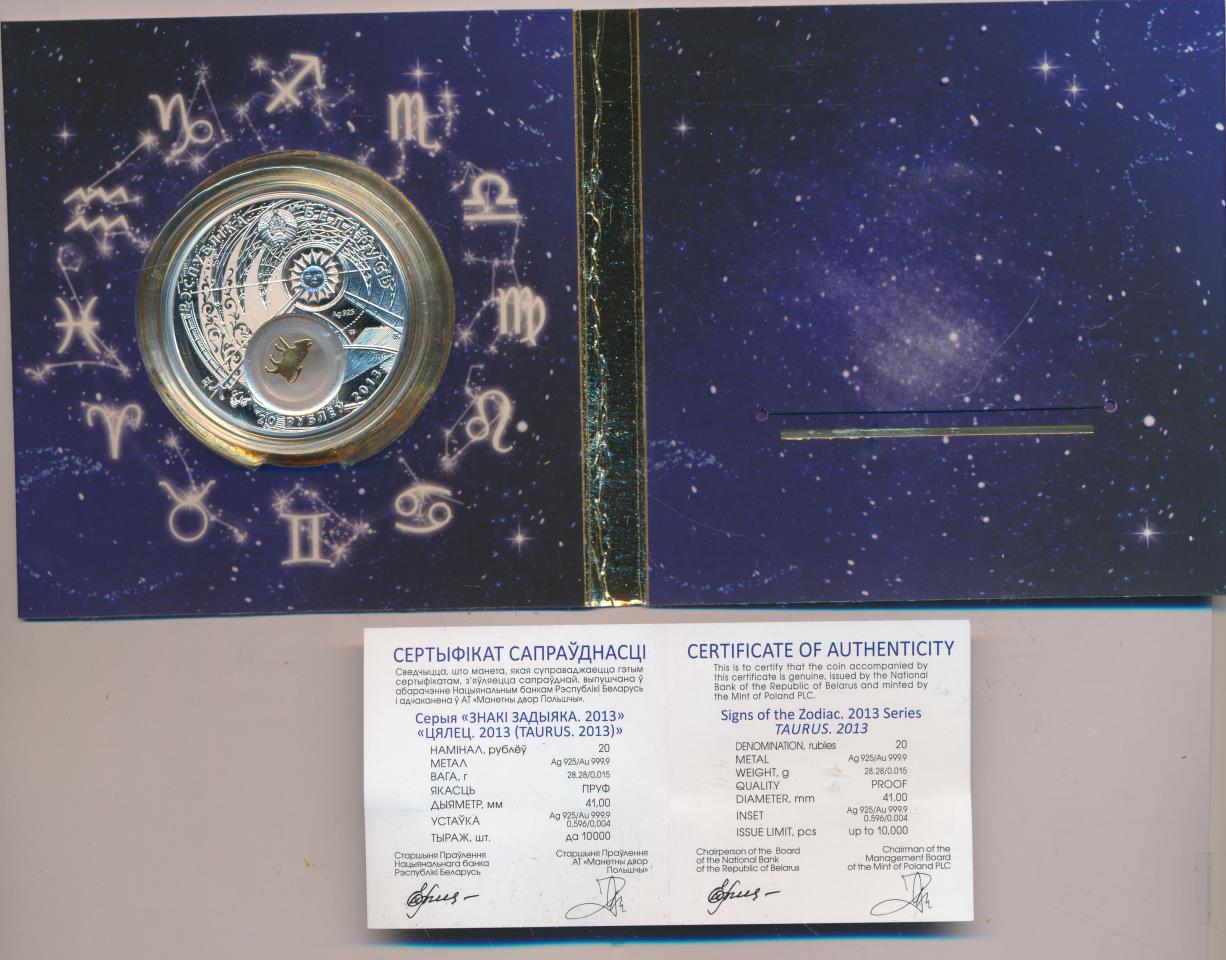 РЭСПУБЛІКА БЕЛАРУСЬ
Ag 925
20 РУБЛЁЎ 2013
СЕРТЫФІКАТ САПРАЎДНАСЦІ
Сведчыцца, што манета, якая суправаджаецца гэтым
сертыфікатам, з'яўляецца сапраўднай, выпушчана ў
абарачэнне Нацыянальным банкам Рэспублікі Беларусь
і адчаканена ў АТ «Манетны двор Польшчы».
Серыя «ЗНАКІ ЗАДЫЯКА. 2013»
«ЦЯЛЕЦ. 2013 (TAURUS. 2013)»
НАМІНАЛ, рублёў 20
МЕТАЛ Ag 925/Au 999,9
ВАГА, г 28,28/0,015
ЯКАСЦЬ ПРУФ
ДЫЯМЕТР, мм 41,00
УСТАЎКА Ag 925/Au 999,9
0,596/0,004
ТЫРАЖ, шт. да 10000
Старшыня Праўлення
Нацыянальнага банка
Рэспублікі Беларусь
Старшыня Праўлення
АТ «Манетны двор
Польшчы»
CERTIFICATE OF AUTHENTICITY
This is to certify that the coin accompanied by
this certificate is genuine, issued by the National
Bank of the Republic of Belarus and minted by
the Mint of Poland PLC.
Signs of the Zodiac. 2013 Series
TAURUS. 2013
DENOMINATION, rubles 20
METAL Ag 925/Au 999.9
WEIGHT, g 28.28/0.015
QUALITY PROOF
DIAMETER, mm 41.00
INSET Ag 925/Au 999.9
0.596/0.004
ISSUE LIMIT, pcs up to 10,000
Chairperson of the Board
of the National Bank
of the Republic of Belarus
Chairman of the
Management Board
of the Mint of Poland PLC